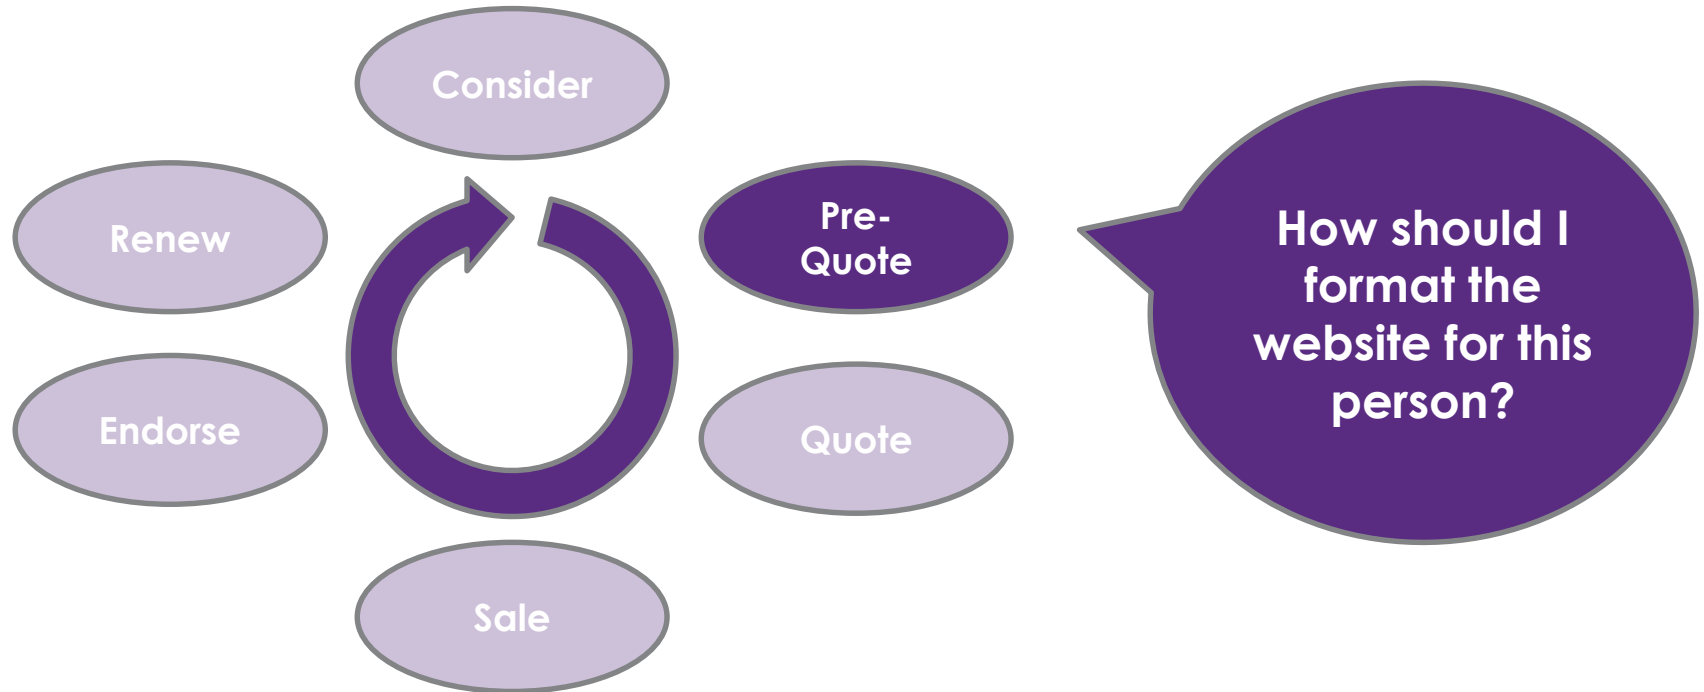 Consider
Pre-
Quote
Quote
Sale
Endorse
Renew
How should I
format the
website for this
person?